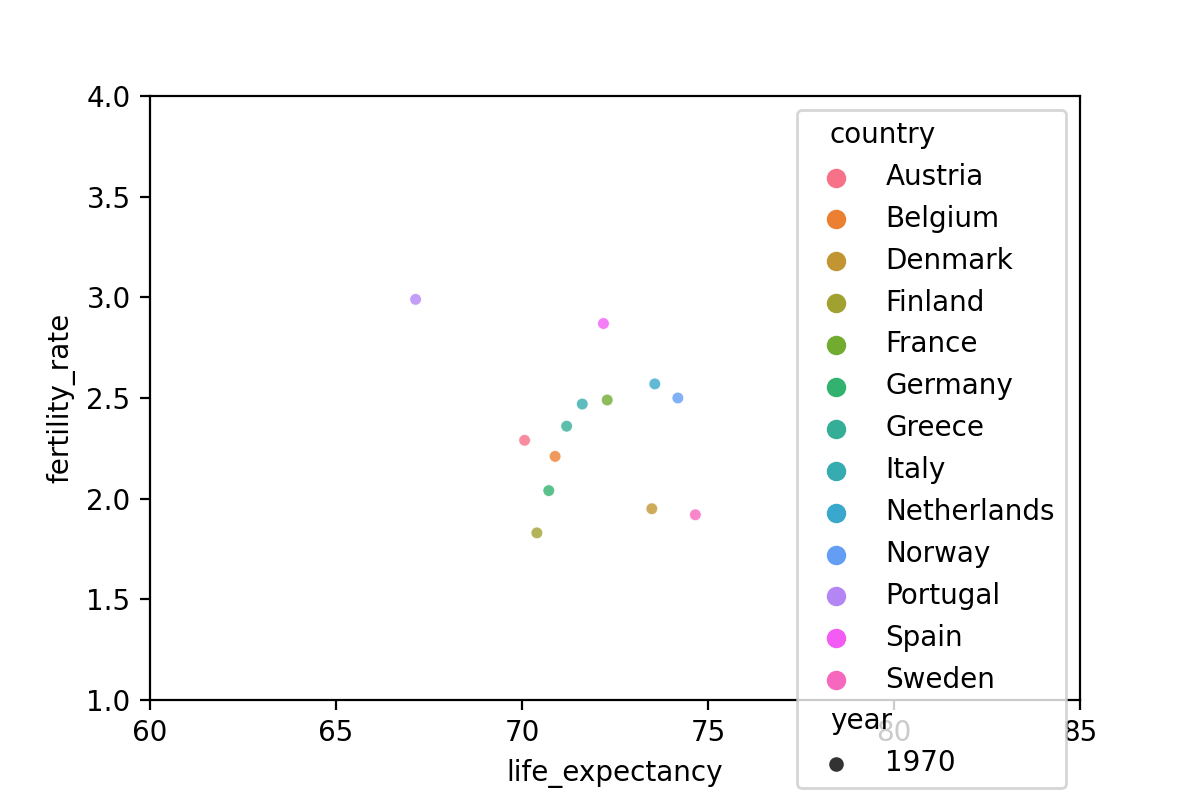 4.0
3.5
3.0
2.5
2.0
1.5
1.0
fertility_rate
60
65
70
75
80
85
life_expectancy
country
Austria
Belgium
Denmark
Finland
France
Germany
Greece
Italy
Netherlands
Norway
Portugal
Spain
Sweden
year
1970